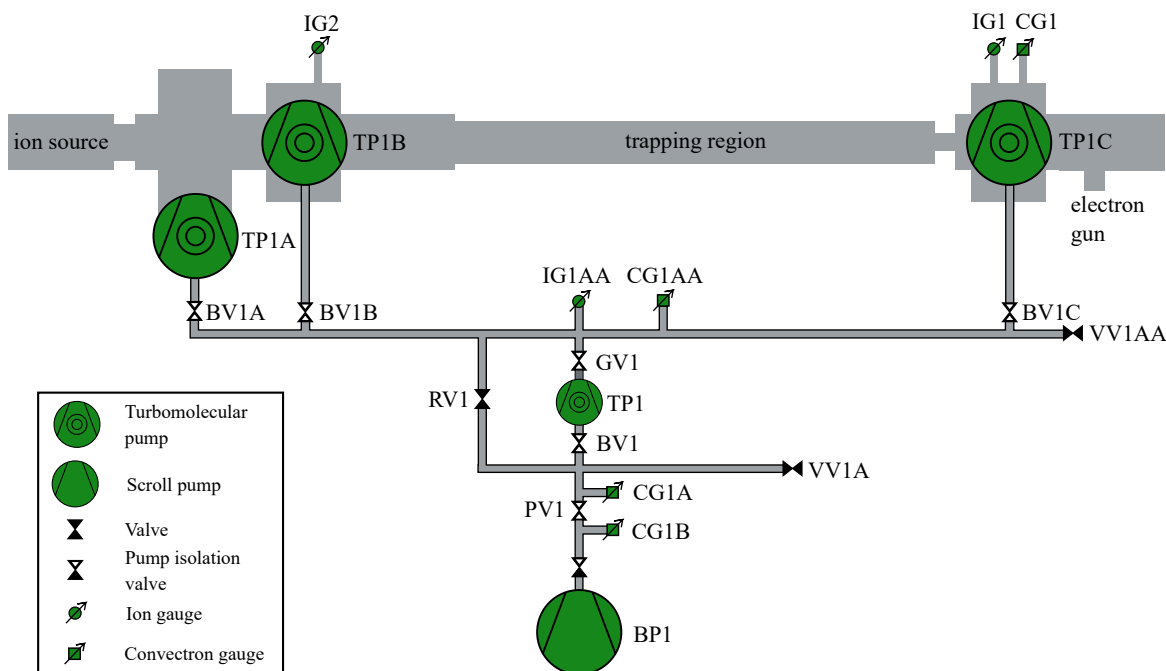 IG2
IG1
CG1
ion source
TP1B
trapping region
TP1C
electron
gun
TP1A
IG1AA
CG1AA
BV1A
BV1B
BV1C
VV1AA
GV1
RV1
TP1
BV1
VV1A
CG1A
PV1
CG1B
BP1
Turbomolecular
pump
Scroll pump
Valve
Pump isolation
valve
Ion gauge
Convectron gauge